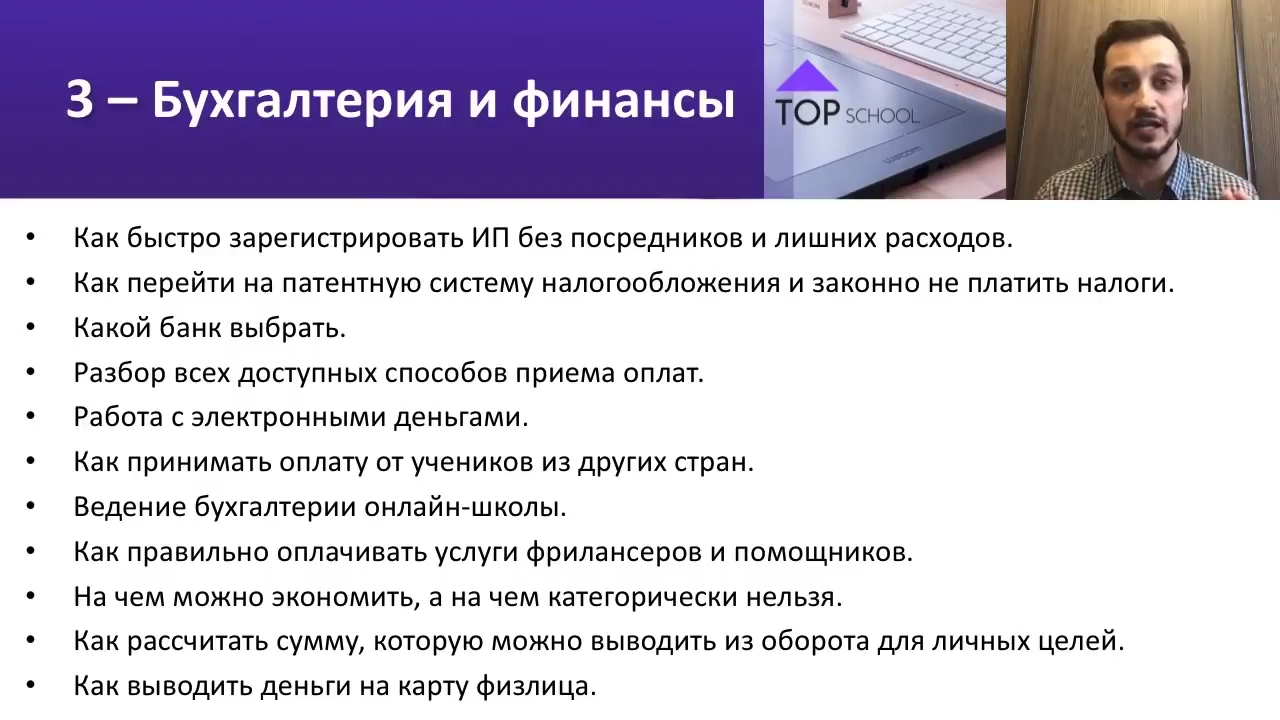 3 – Бухгалтерия и финансы
TOP SCHOOL
wacom
• Как быстро зарегистрировать ИП без посредников и лишних расходов.
• Как перейти на патентную систему налогообложения и законно не платить налоги.
• Какой банк выбрать.
• Разбор всех доступных способов приема оплат.
• Работа с электронными деньгами.
• Как принимать оплату от учеников из других стран.
• Ведение бухгалтерии онлайн-школы.
• Как правильно оплачивать услуги фрилансеров и помощников.
• На чем можно экономить, а на чем категорически нельзя.
• Как рассчитать сумму, которую можно выводить из оборота для личных целей.
• Как выводить деньги на карту физлица.